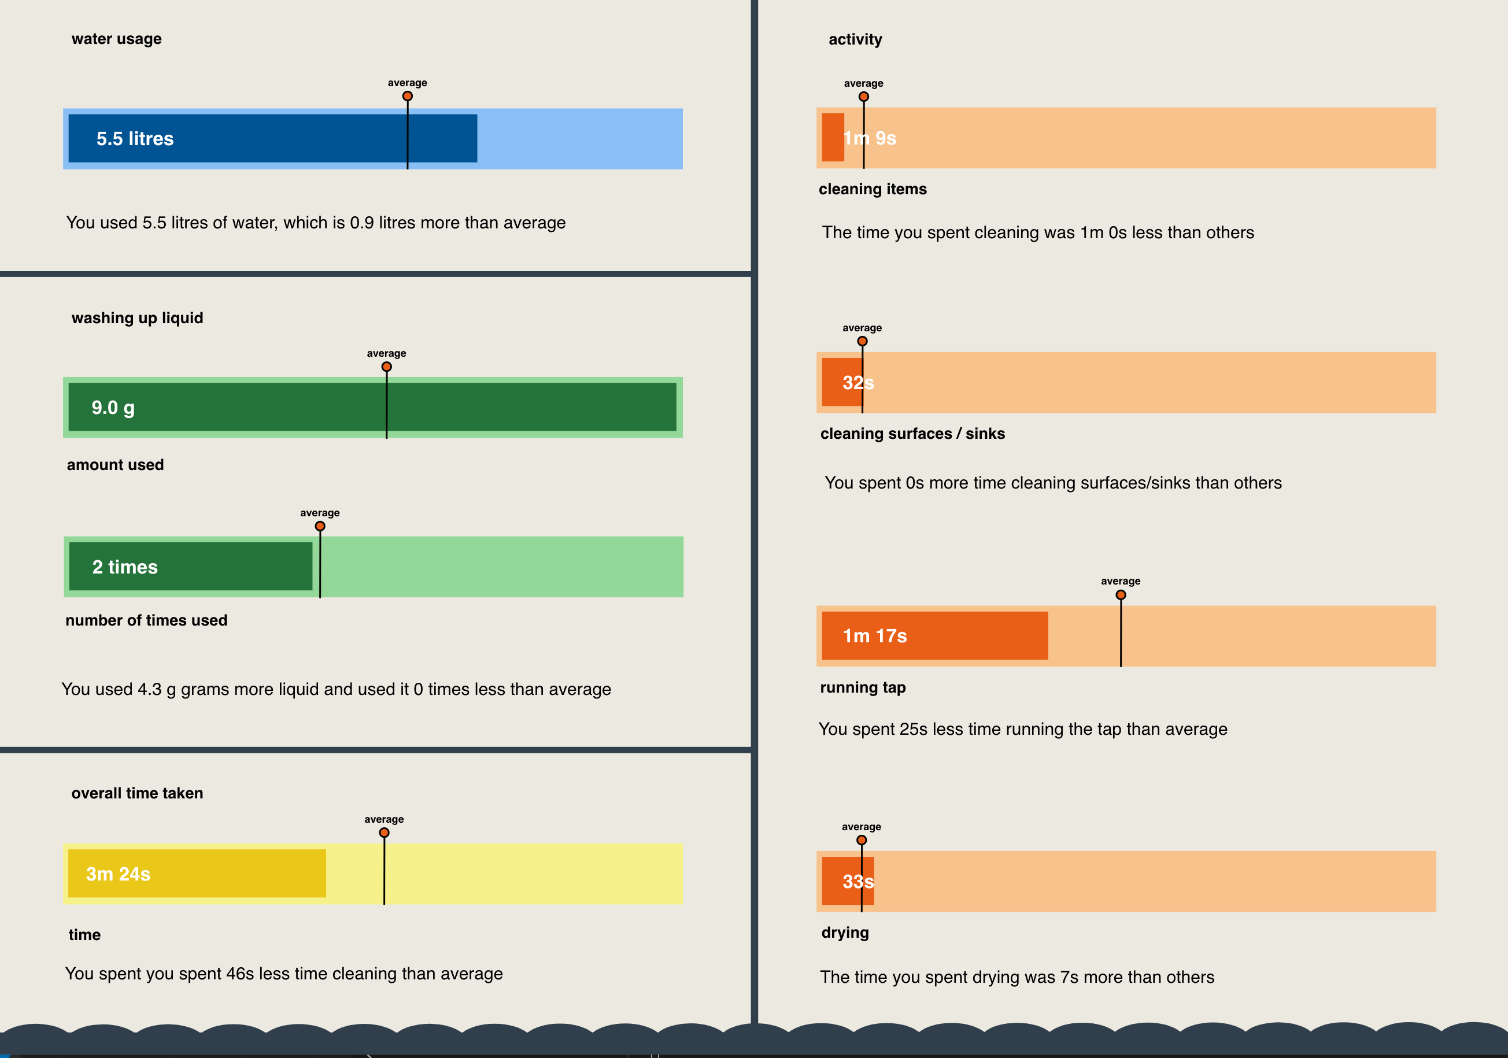 water usage
average
5.5 litres
You used 5.5 litres of water, which is 0.9 litres more than average
washing up liquid
average
9.0 g
amount used
average
2 times
number of times used
You used 4.3 g grams more liquid and used it 0 times less than average
overall time taken
average
3m 24s
time
You spent you spent 46s less time cleaning than average
activity
average
1m 9s
cleaning items
The time you spent cleaning was 1m 0s less than others
average
32s
cleaning surfaces / sinks
You spent 0s more time cleaning surfaces/sinks than others
average
1m 17s
running tap
You spent 25s less time running the tap than average
average
33s
drying
The time you spent drying was 7s more than others